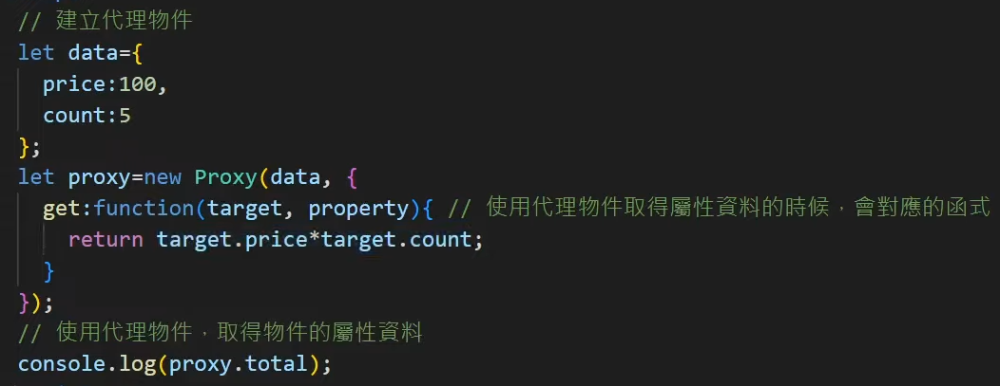 // 建立代理物件
let data={
  price:100,
  count:5
};
let proxy=new Proxy(data, {
  get:function(target, property){ // 使用代理物件取得屬性資料的時候，會對應的函式
    return target.price*target.count;
  }
});
// 使用代理物件，取得物件的屬性資料
console.log(proxy.total);